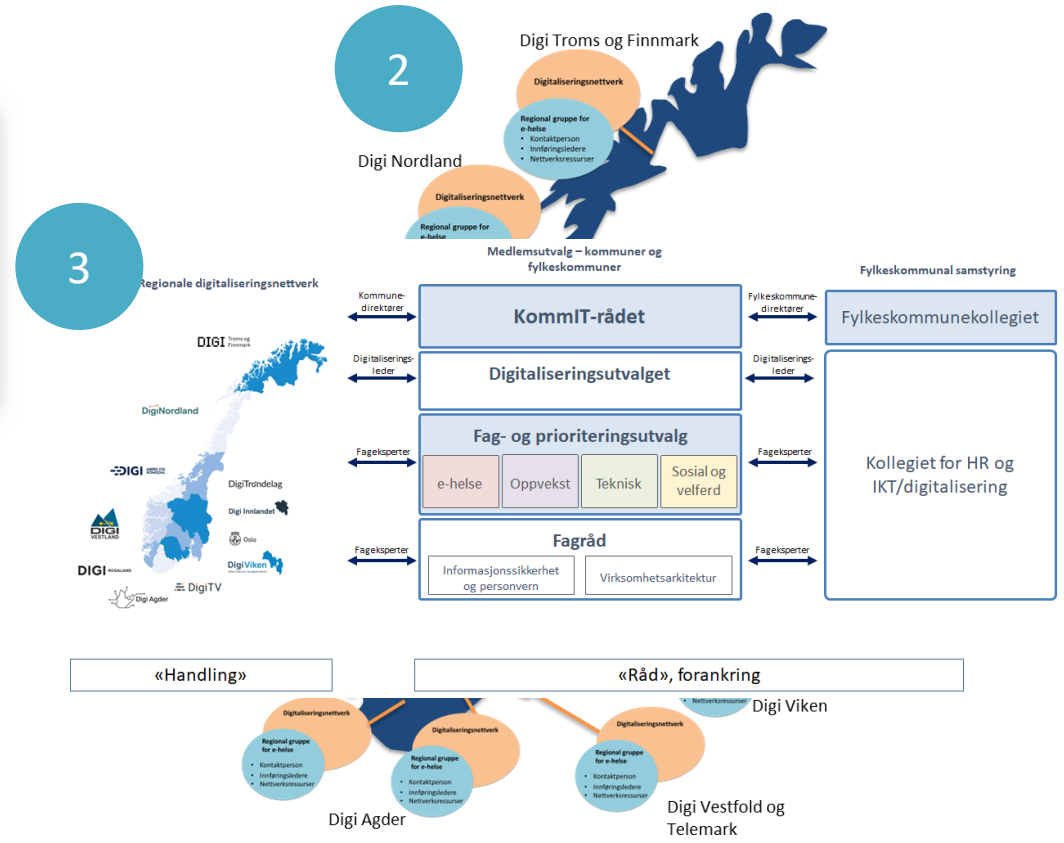 2
Digi Troms og Finnmark
Digitaliseringsnettverk
Regional gruppe for
e-helse
• Kontaktperson
• Innføringsledere
• Nettverksressurser
Digi Nordland
Digitaliseringsnettverk
Regional gruppe for
e-helse
3
Regionale digitaliseringsnettverk
Medlemsutvalg – kommuner og
fylkeskommuner
Fylkeskommunal samstyring
Kommune-
direktører
KommIT-rådet
Fylkeskommune-
direktører
Fylkeskommunekollegiet
Digitaliserings-
leder
Digitaliseringsutvalget
Digitaliserings-
leder
Fageksperter
Fag- og prioriteringsutvalg
e-helse
Oppvekst
Teknisk
Sosial og
velferd
Fageksperter
Kollegiet for HR og
IKT/digitalisering
Fageksperter
Fagråd
Informasjonssikkerhet
og personvern
Virksomhetsarkitektur
Fageksperter
DIGI Troms og
Finnmark
DigiNordland
DIGI MØRE OG
ROMSDAL
DigiTrøndelag
Digi Innlandet
DIGI
VESTLAND
Oslo
DigiViken
DIGI ROGALAND
DigiTV
Digi Agder
«Handling»
«Råd», forankring
Digitaliseringsnettverk
Regional gruppe
for e-helse
• Kontaktperson
• Innføringsledere
• Nettverksressurser
Digitaliseringsnettverk
Regional gruppe
for e-helse
• Kontaktperson
• Innføringsledere
• Nettverksressurser
Digi Agder
Nettverksressurser
Digi Viken
Digitaliseringsnettverk
Regional gruppe
for e-helse
• Kontaktperson
• Innføringsledere
• Nettverksressurser
Digi Vestfold og
Telemark